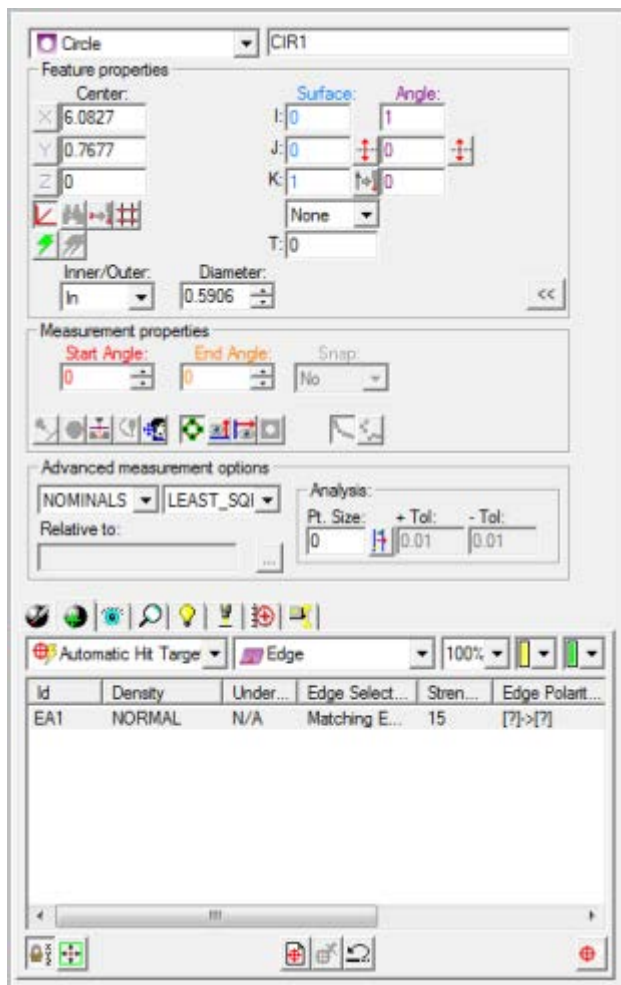 Circle CIR1
Feature properties
Center: Surface: Angle:
X 6.0827 I: 0 1
Y 0.7677 J: 0 0
Z 0 K: 1 0
None
T: 0
Inner/Outer: Diameter:
In 0.5906 <<
Measurement properties
Start Angle: End Angle: Snap:
0 0 No
Advanced measurement options
NOMINALS LEAST_SQI Analysis:
Pt. Size: + Tol: - Tol:
Relative to: 0 0.01 0.01
...
Automatic Hit Targe Edge 100%
Id Density Under... Edge Select... Stren... Edge Polarit...
EA1 NORMAL N/A Matching E... 15 [?]->[?]